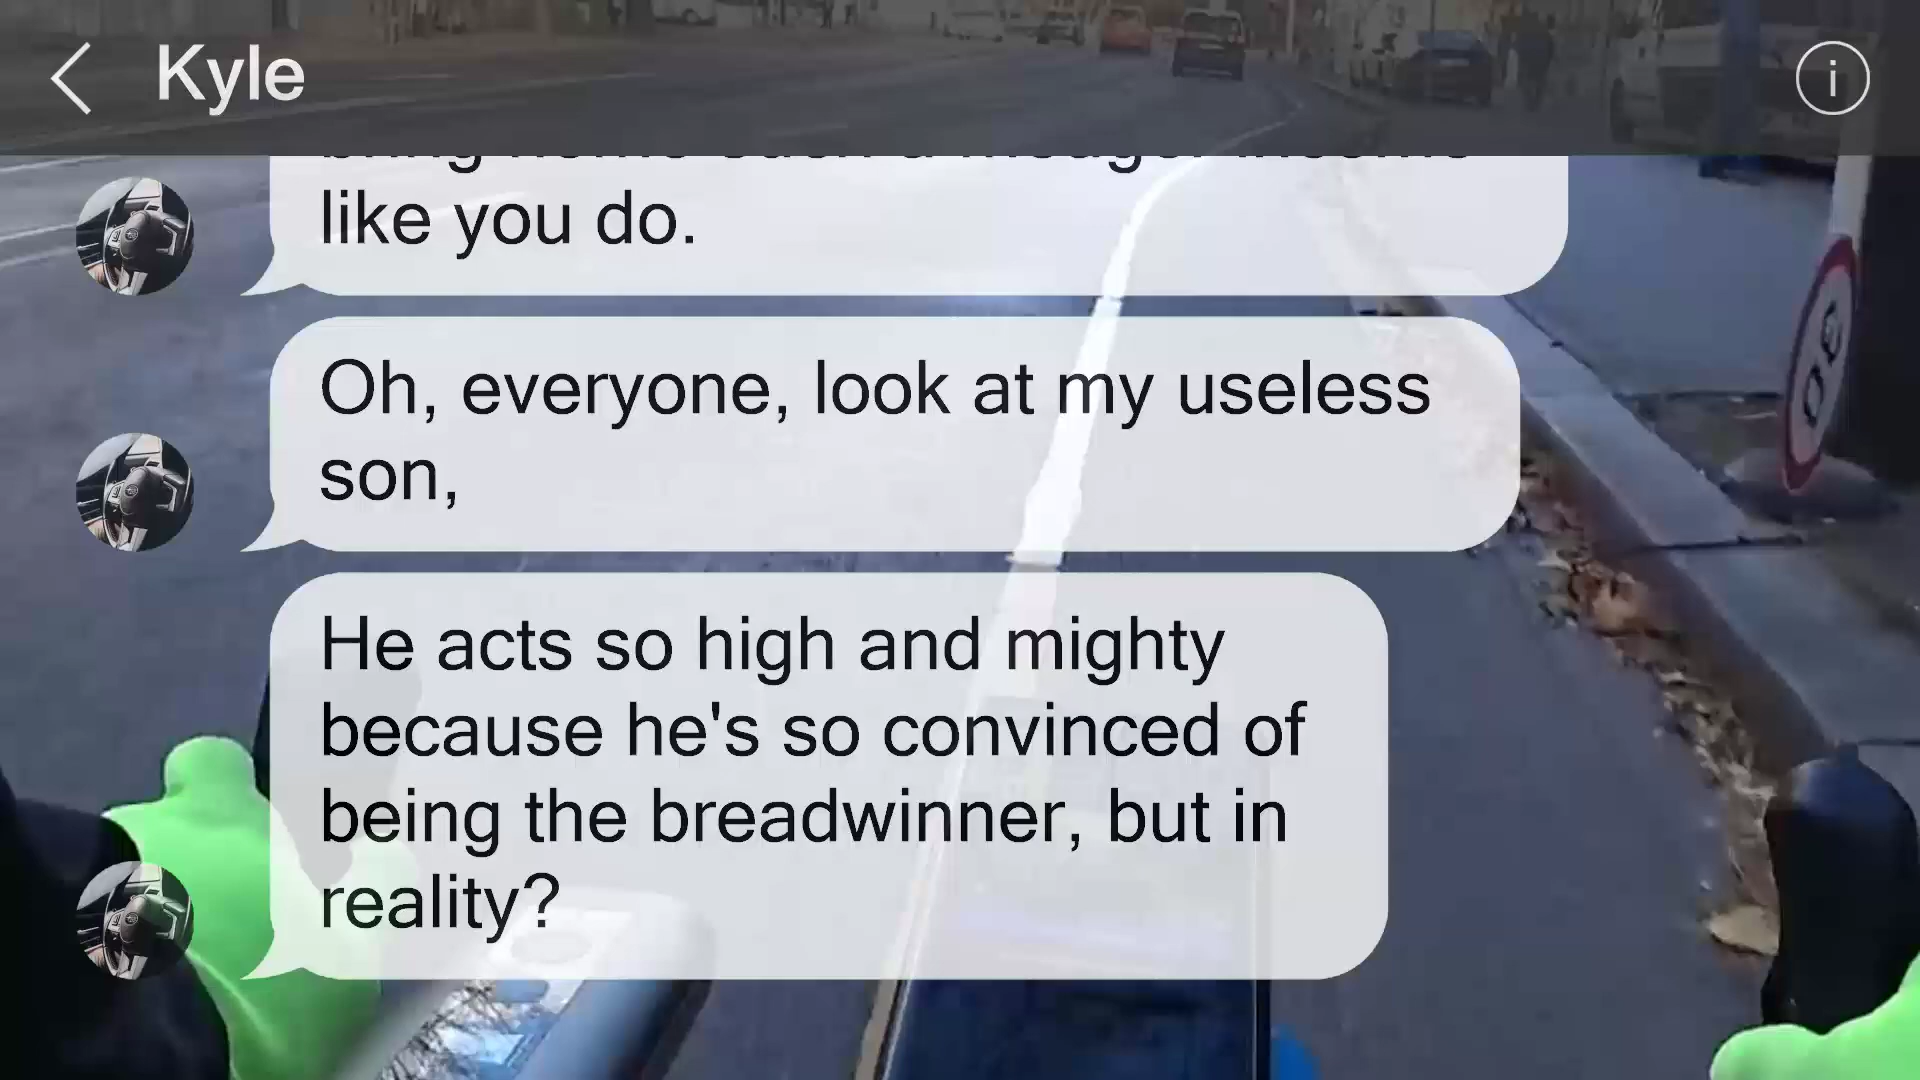 Kyle
i
like you do.
Oh, everyone, look at my useless
son,
He acts so high and mighty
because he's so convinced of
being the breadwinner, but in
reality?